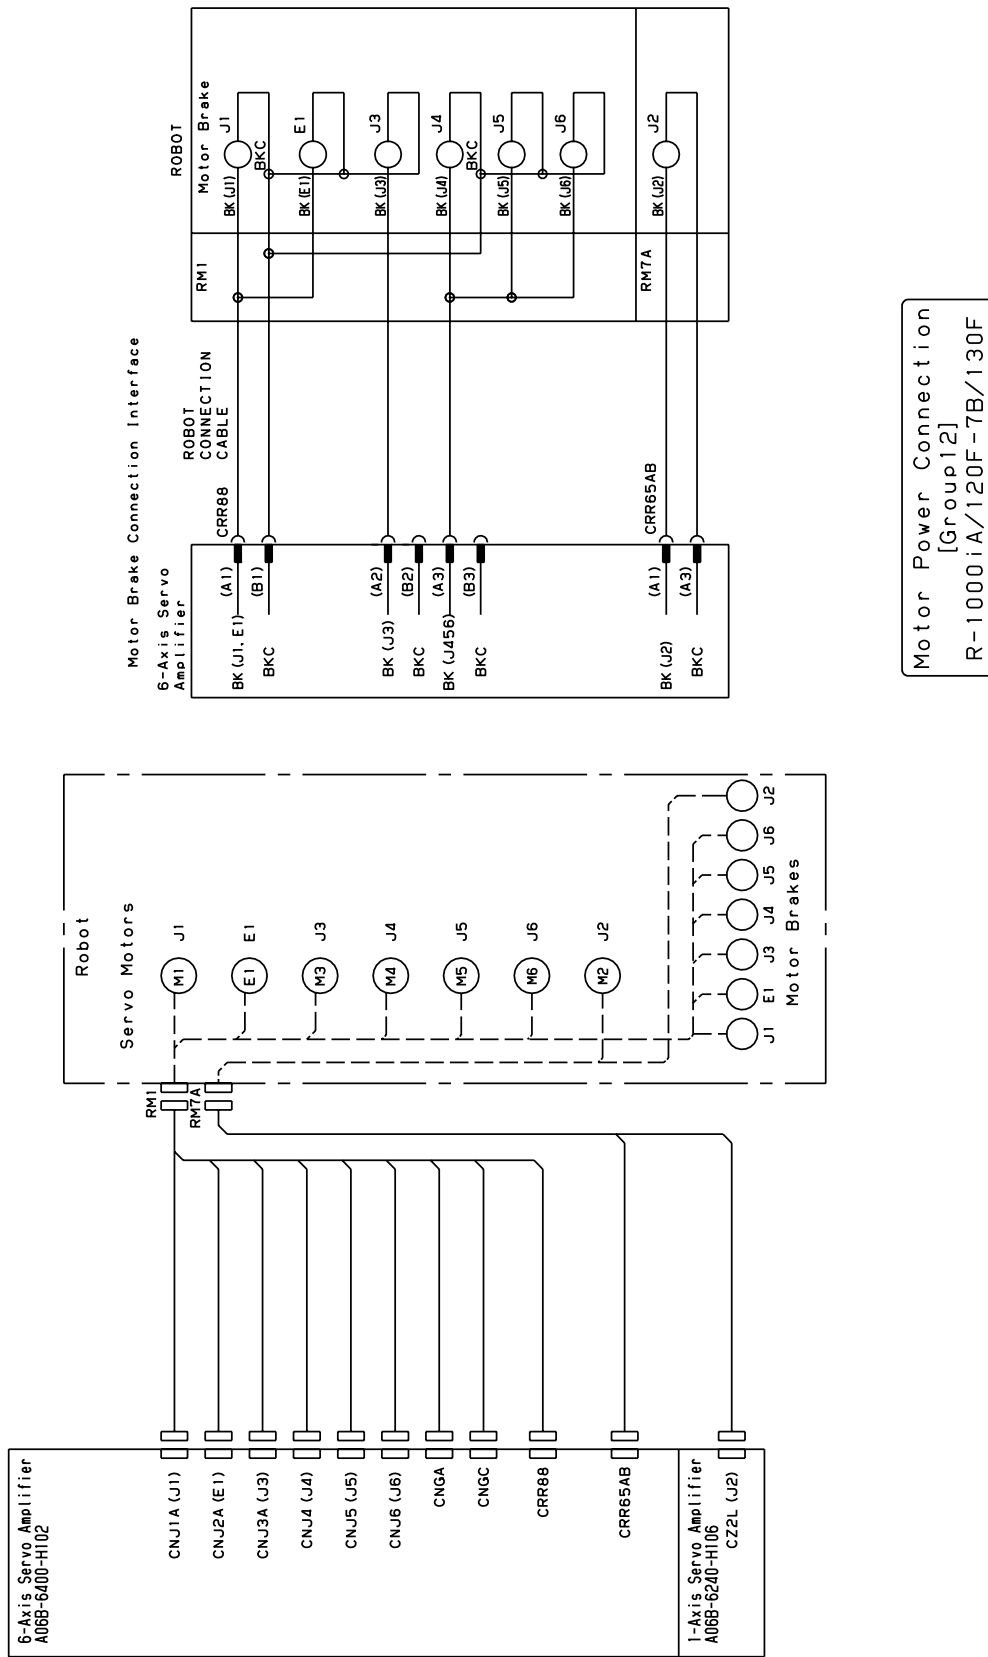 Motor Brake Connection Interface
6-Axis Servo
Amplifier
ROBOT
CONNECTION
CABLE
ROBOT
Motor Brake
BK (J1, E1)
(A1)
CRR88
RM1
BK (J1)
J1
BKC
(B1)
BKC
BK (E1)
E1
BK (J3)
(A2)
BK (J3)
J3
BKC
(B2)
BK (J456)
(A3)
BK (J4)
J4
BKC
(B3)
BKC
BK (J5)
J5
BK (J6)
J6
BK (J2)
(A1)
CRR65AB
RM7A
BK (J2)
J2
BKC
(A3)
6-Axis Servo Amplifier
A06B-6400-H102
CNJ1A (J1)
CNJ2A (E1)
CNJ3A (J3)
CNJ4 (J4)
CNJ5 (J5)
CNJ6 (J6)
CNGA
CNGC
CRR88
CRR65AB
1-Axis Servo Amplifier
A06B-6240-H106
CZ2L (J2)
RM1
RM7A
Robot
Servo Motors
M1 J1
E1 E1
M3 J3
M4 J4
M5 J5
M6 J6
M2 J2
J1
E1
J3
J4
J5
J6
J2
Motor Brakes
Motor Power Connection
[Group12]
R-1000iA/120F-7B/130F